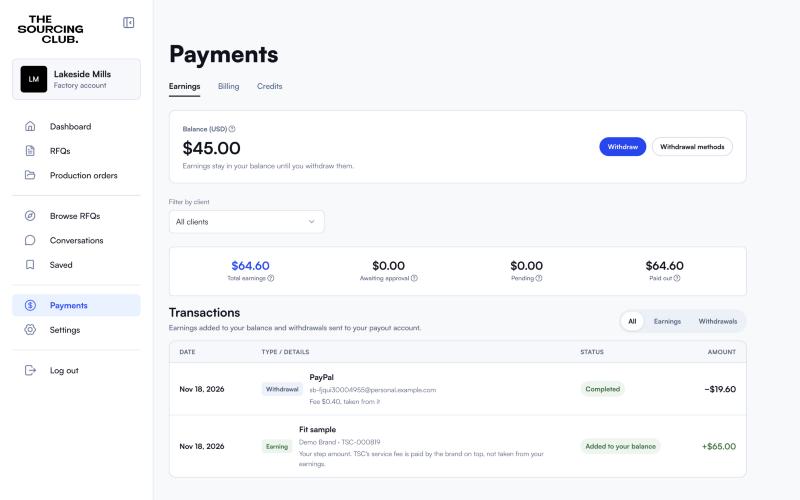 THE
SOURCING
CLUB.
LM
Lakeside Mills
Factory account
Dashboard
RFQs
Production orders
Browse RFQs
Conversations
Saved
Payments
Settings
Log out
Payments
Earnings Billing Credits
Balance (USD)
$45.00
Earnings stay in your balance until you withdraw them.
Withdraw Withdrawal methods
Filter by client
All clients
$64.60 $0.00 $0.00 $64.60
Total earnings Awaiting approval Pending Paid out
Transactions
Earnings added to your balance and withdrawals sent to your payout account.
All Earnings Withdrawals
DATE TYPE / DETAILS STATUS AMOUNT
PayPal
Nov 18, 2026 Withdrawal sb-fjqui30004955@personal.example.com Completed −$19.60
Fee $0.40, taken from it
Fit sample
Demo Brand · TSC-000819
Nov 18, 2026 Earning Your step amount. TSC's service fee is paid by the brand on top, not taken from your Added to your balance +$65.00
earnings.